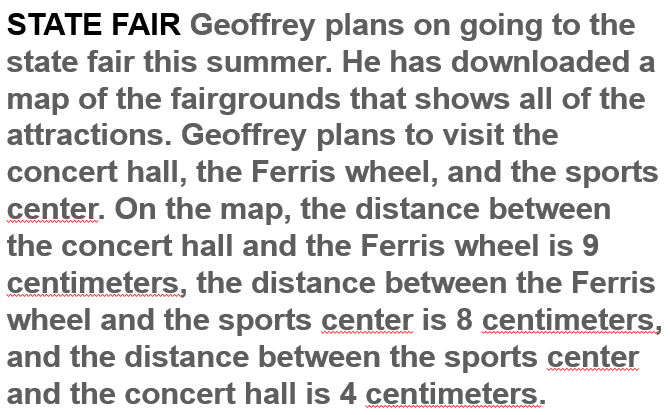 STATE FAIR Geoffrey plans on going to the
state fair this summer. He has downloaded a
map of the fairgrounds that shows all of the
attractions. Geoffrey plans to visit the
concert hall, the Ferris wheel, and the sports
center. On the map, the distance between
the concert hall and the Ferris wheel is 9
centimeters, the distance between the Ferris
wheel and the sports center is 8 centimeters,
and the distance between the sports center
and the concert hall is 4 centimeters.